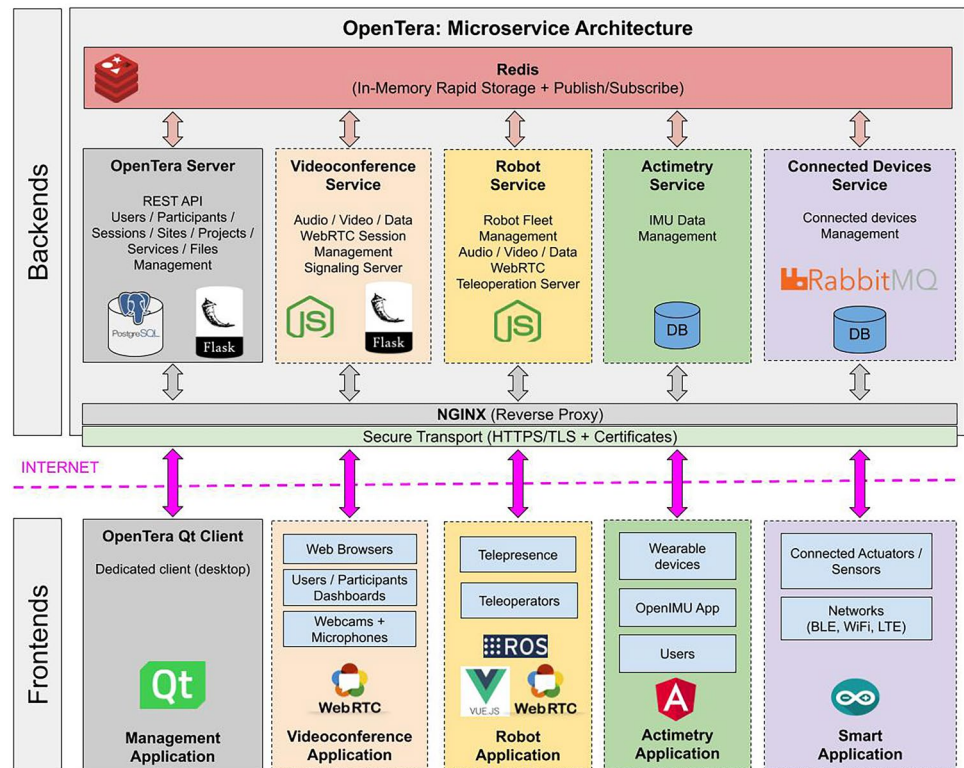 OpenTera: Microservice Architecture
Redis
(In-Memory Rapid Storage + Publish/Subscribe)
Backends
OpenTera Server
REST API
Users / Participants /
Sessions / Sites / Projects /
Services / Files
Management
PostgreSQL
Flask
Videoconference
Service
Audio / Video / Data
WebRTC Session
Management
Signaling Server
JS
Flask
Robot
Service
Robot Fleet
Management
Audio / Video / Data
WebRTC
Teleoperation Server
JS
Actimetry
Service
IMU Data
Management
DB
Connected Devices
Service
Connected devices
Management
RabbitMQ
DB
NGINX (Reverse Proxy)
Secure Transport (HTTPS/TLS + Certificates)
INTERNET
Frontends
OpenTera Qt Client
Dedicated client (desktop)
Qt
Management
Application
Web Browsers
Users / Participants
Dashboards
Webcams +
Microphones
WebRTC
Videoconference
Application
Telepresence
Teleoperators
ROS
VUE.JS
WebRTC
Robot
Application
Wearable
devices
OpenIMU App
Users
A
Actimetry
Application
Connected Actuators /
Sensors
Networks
(BLE, WiFi, LTE)
Smart
Application